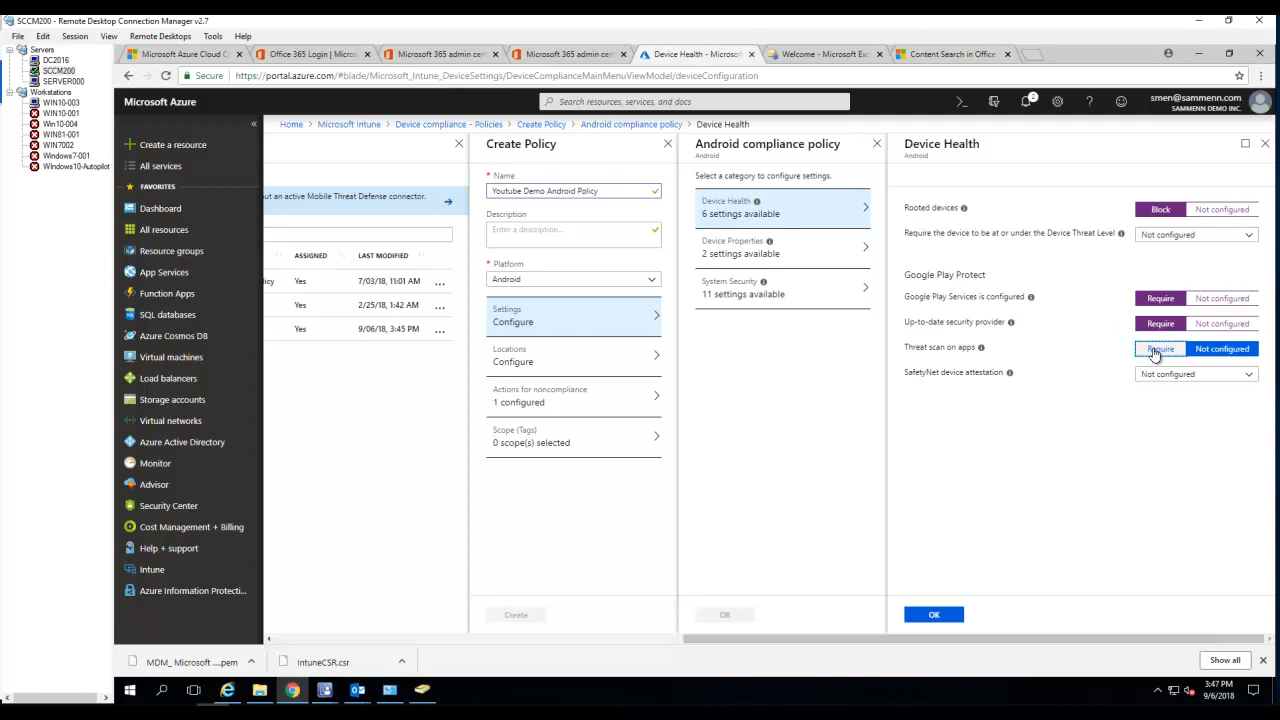 SCCM200 - Remote Desktop Connection Manager v2.7
File Edit Session View Remote Desktops Tools Help
Servers
DC2016
SCCM200
SERVER000
Workstations
WIN10-003
WIN10-001
Win10-004
WIN81-001
WIN7002
Windows7-001
Windows10-Autopilot
Microsoft Azure Cloud C
Office 365 Login | Micros
Microsoft 365 admin cen
Microsoft 365 admin cen
Device Health - Microsof
Welcome - Microsoft Ex
Content Search in Office
Secure https://portal.azure.com/#blade/Microsoft_Intune_DeviceSettings/DeviceComplianceMainMenuViewModel/deviceConfiguration
Microsoft Azure
Search resources, services, and docs
2
smen@sammenn.com
SAMMENN DEMO INC.
Home > Microsoft Intune > Device compliance - Policies > Create Policy > Android compliance policy > Device Health
Create a resource
All services
FAVORITES
Dashboard
All resources
Resource groups
App Services
Function Apps
SQL databases
Azure Cosmos DB
Virtual machines
Load balancers
Storage accounts
Virtual networks
Azure Active Directory
Monitor
Advisor
Security Center
Cost Management + Billing
Help + support
Intune
Azure Information Protecti...
out an active Mobile Threat Defense connector.
ASSIGNED LAST MODIFIED
licy Yes 7/03/18, 11:01 AM ...
Yes 2/25/18, 1:42 AM ...
Yes 9/06/18, 3:45 PM ...
Create Policy
* Name
Youtube Demo Android Policy
Description
Enter a description...
* Platform
Android
Settings
Configure
Locations
Configure
Actions for noncompliance
1 configured
Scope (Tags)
0 scope(s) selected
Create
Android compliance policy
Android
Select a category to configure settings.
Device Health
6 settings available
Device Properties
2 settings available
System Security
11 settings available
OK
Device Health
Android
Rooted devices Block Not configured
Require the device to be at or under the Device Threat Level Not configured
Google Play Protect
Google Play Services is configured Require Not configured
Up-to-date security provider Require Not configured
Threat scan on apps Require Not configured
SafetyNet device attestation Not configured
OK
MDM_ Microsoft ....pem
IntuneCSR.csr
Show all
3:47 PM
9/6/2018